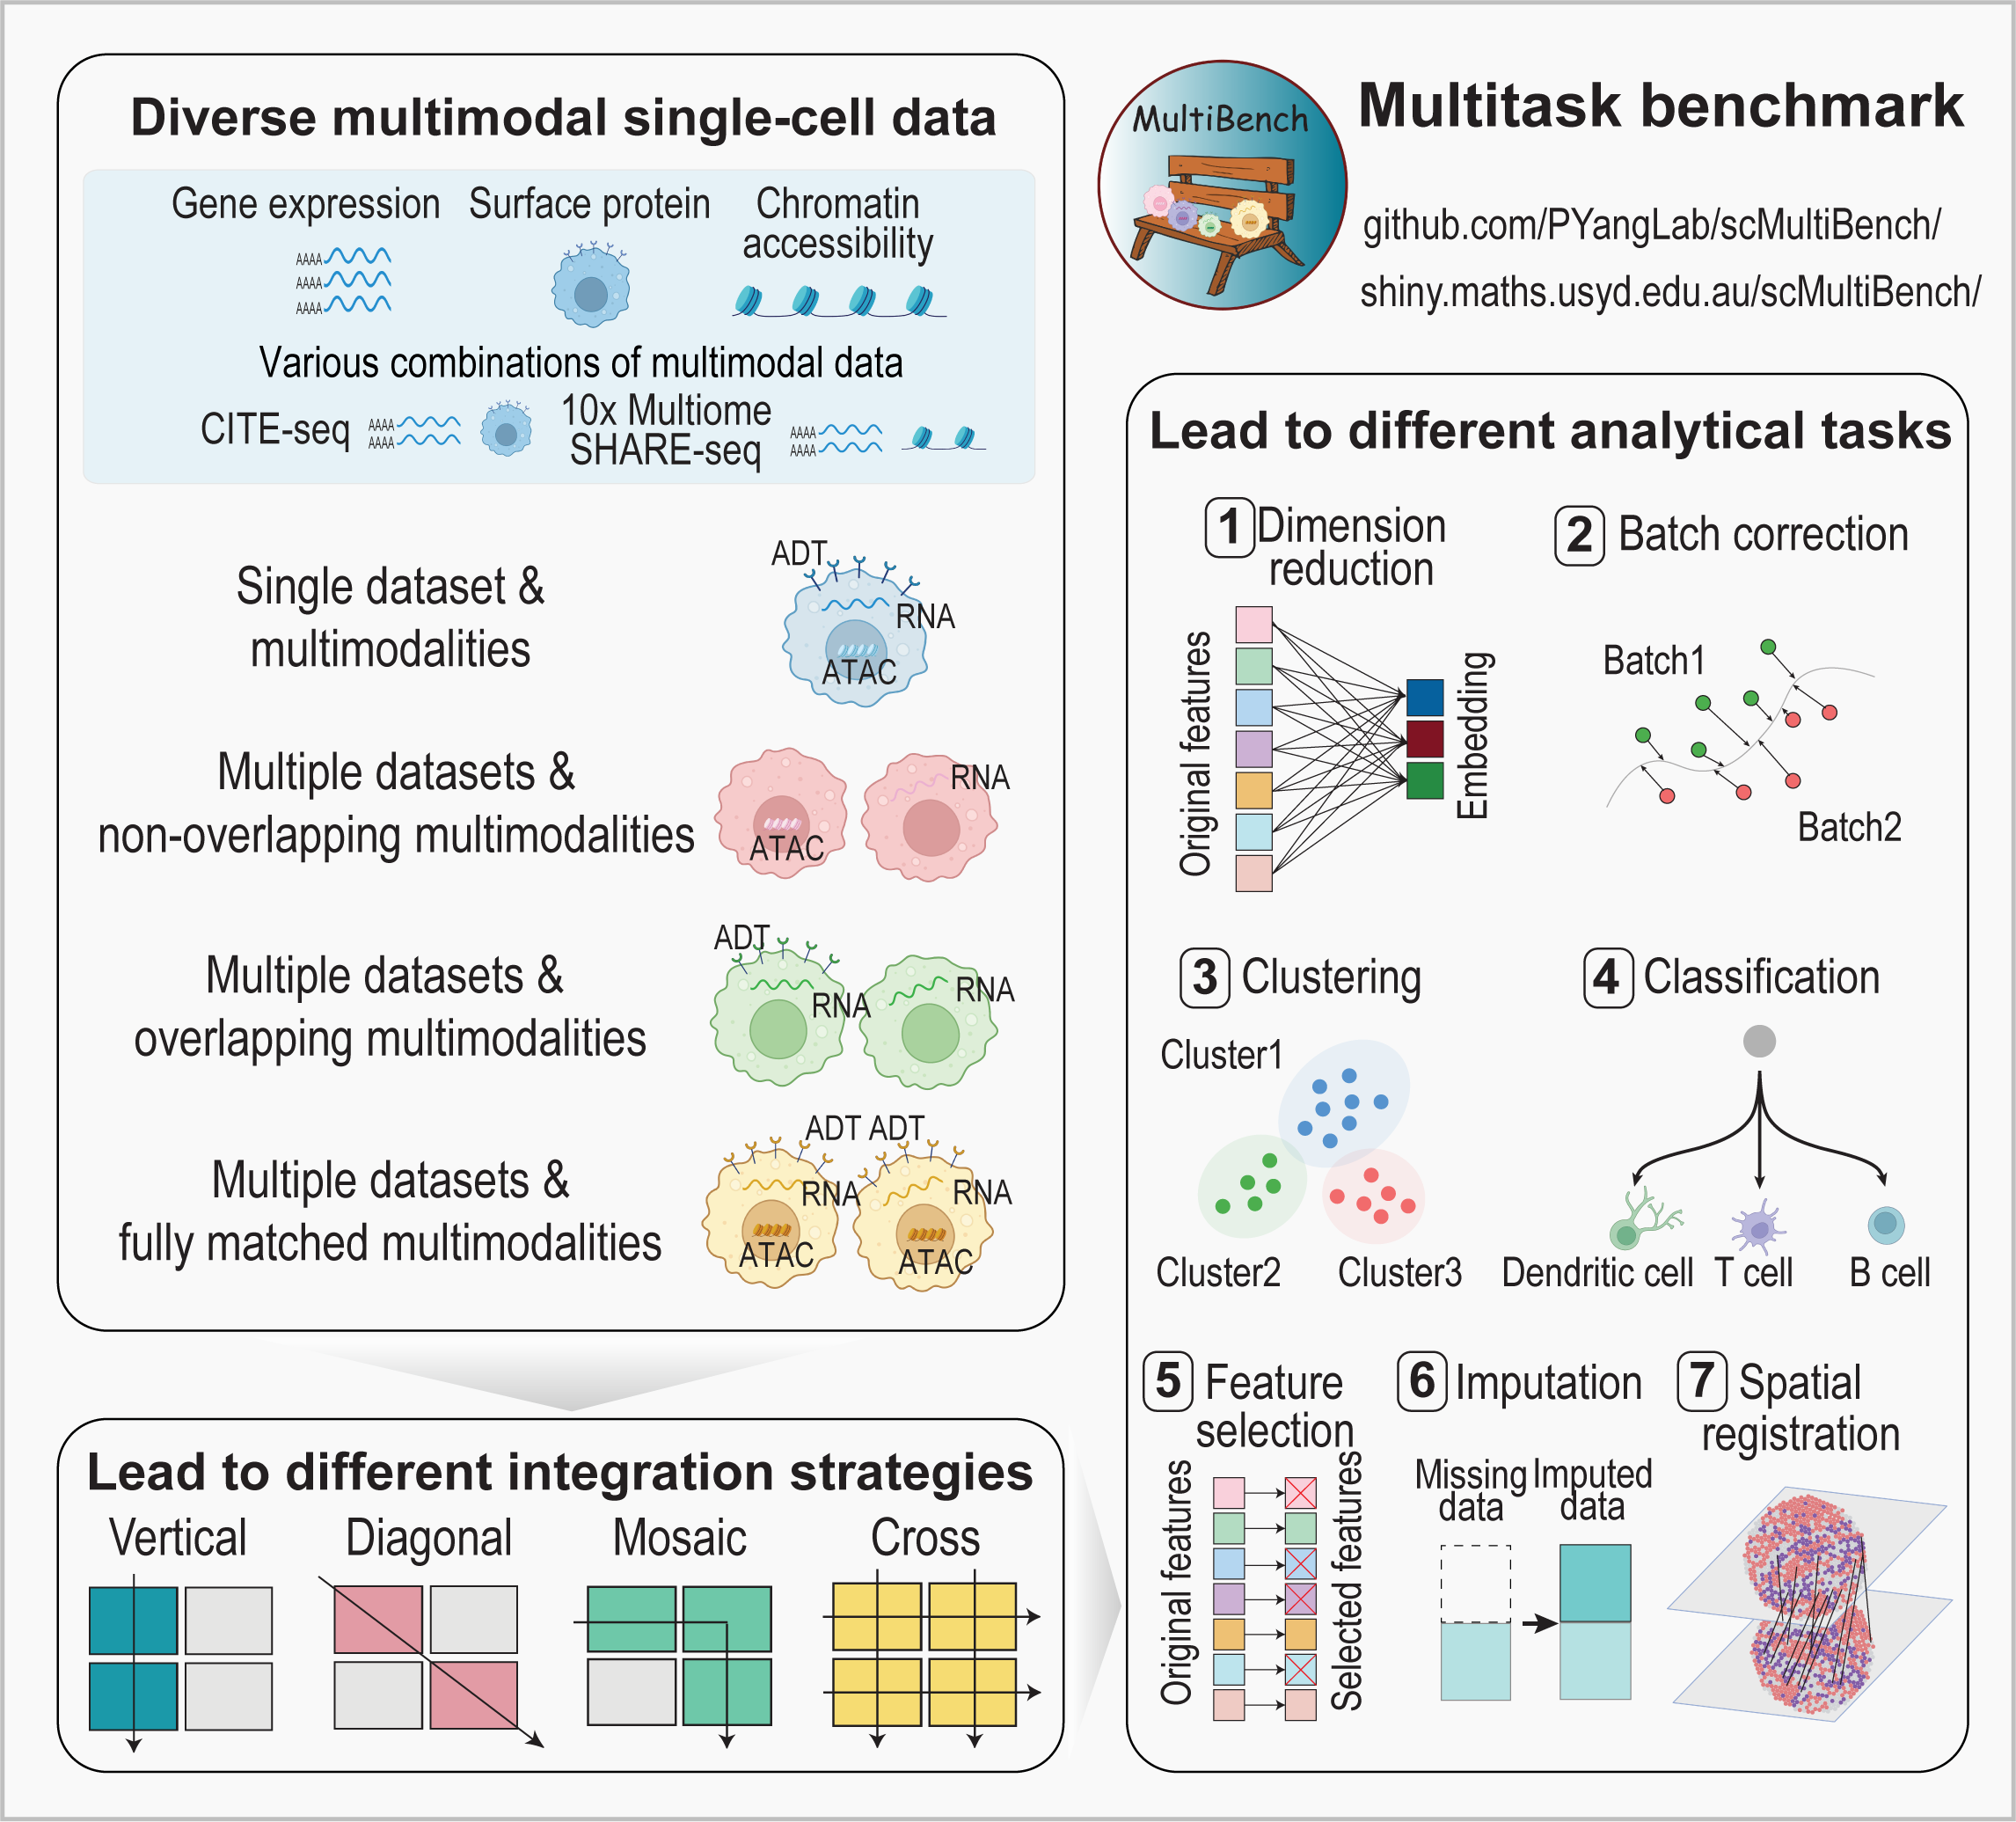 Diverse multimodal single-cell data
Gene expression
Surface protein
Chromatin
accessibility
AAAA
AAAA
AAAA
Various combinations of multimodal data
CITE-seq
AAAA
AAAA
10x Multiome
SHARE-seq
AAAA
AAAA
Single dataset &
multimodalities
ADT
RNA
ATAC
Multiple datasets &
non-overlapping multimodalities
ATAC
RNA
Multiple datasets &
overlapping multimodalities
ADT
RNA
RNA
Multiple datasets &
fully matched multimodalities
ADT
ADT
RNA
RNA
ATAC
ATAC
Lead to different integration strategies
Vertical
Diagonal
Mosaic
Cross
MultiBench
Multitask benchmark
github.com/PYangLab/scMultiBench/
shiny.maths.usyd.edu.au/scMultiBench/
Lead to different analytical tasks
1 Dimension
reduction
Original features
Embedding
2 Batch correction
Batch1
Batch2
3 Clustering
Cluster1
Cluster2
Cluster3
4 Classification
Dendritic cell
T cell
B cell
5 Feature
selection
Original features
Selected features
6 Imputation
Missing
data
Imputed
data
7 Spatial
registration